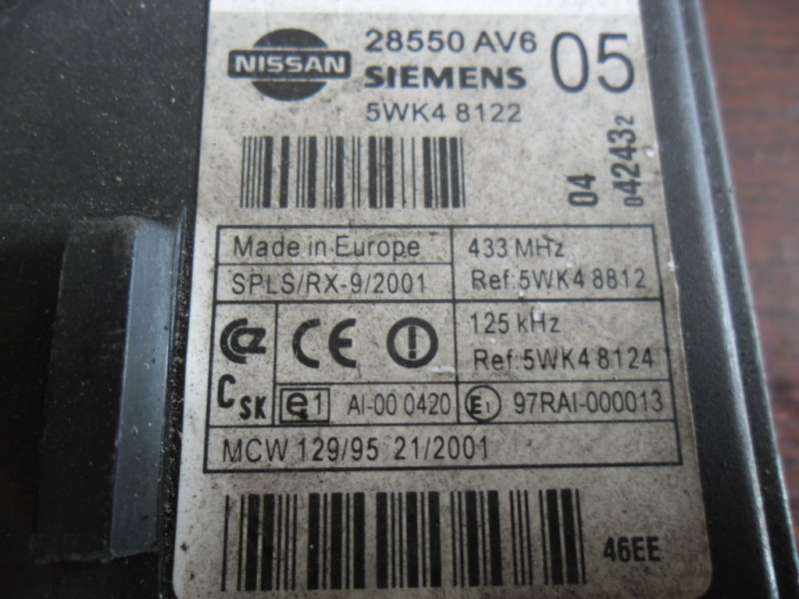 NISSAN
28550 AV6
05
SIEMENS
5WK4 8122
04
042432
Made in Europe
433 MHz
SPLS/RX-9/2001
Ref:5WK4 8812
125 kHz
CE
Ref:5WK4 8124
CSK
e1
AI-00 0420
E1
97RAI-000013
MCW 129/95 21/2001
46EE